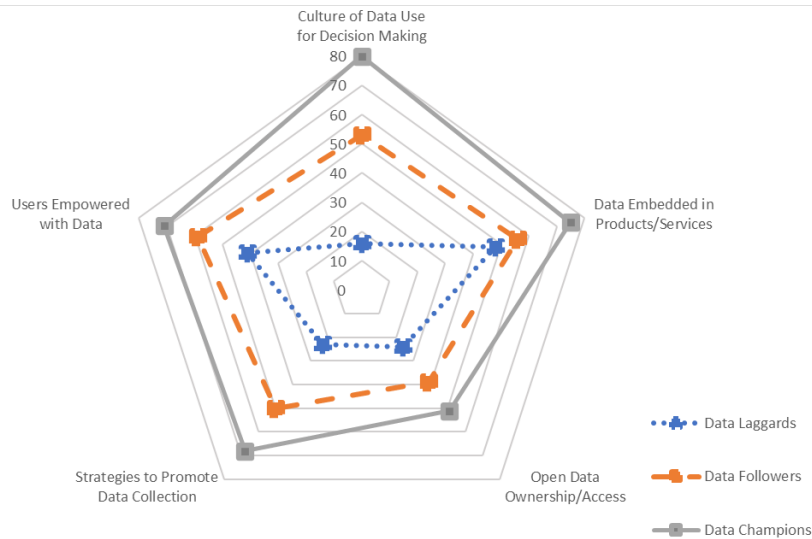 Culture of Data Use
for Decision Making
80
70
60
50
40
30
20
10
0
Users Empowered
with Data
Data Embedded in
Products/Services
Strategies to Promote
Data Collection
Open Data
Ownership/Access
Data Laggards
Data Followers
Data Champions